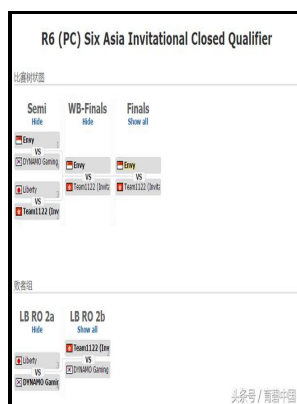 R6 (PC) Six Asia Invitational Closed Qualifier
比赛树状图
Semi WB-Finals Finals
Hide Hide Show all
Envy
VS
DYNAMO Gaming
Envy Envy
VS VS
Team1122 (Invit Team1122 (Invit
Liberty
VS
Team1122 (Inv
败者组
LB RO 2a LB RO 2b
Hide Show all
Team1122 (Inv
VS
DYNAMO Gaming
Liberty
VS
DYNAMO Gamin
头条号 / 菁碧中国